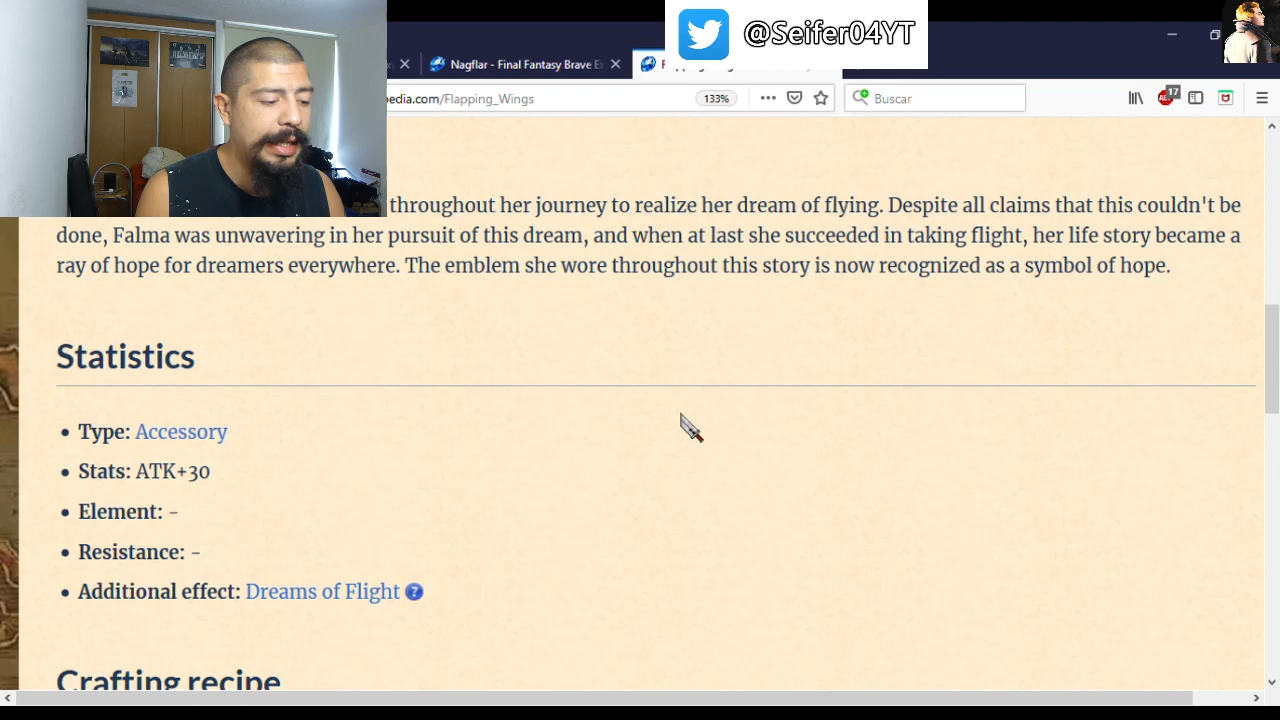 @Seifer04YT
Nagflar - Final Fantasy Brave Ex
pedia.com/Flapping_Wings
133%
Buscar
17
throughout her journey to realize her dream of flying. Despite all claims that this couldn't be
done, Falma was unwavering in her pursuit of this dream, and when at last she succeeded in taking flight, her life story became a
ray of hope for dreamers everywhere. The emblem she wore throughout this story is now recognized as a symbol of hope.
Statistics
• Type: Accessory
• Stats: ATK+30
• Element: -
• Resistance: -
• Additional effect: Dreams of Flight ?
Crafting recipe